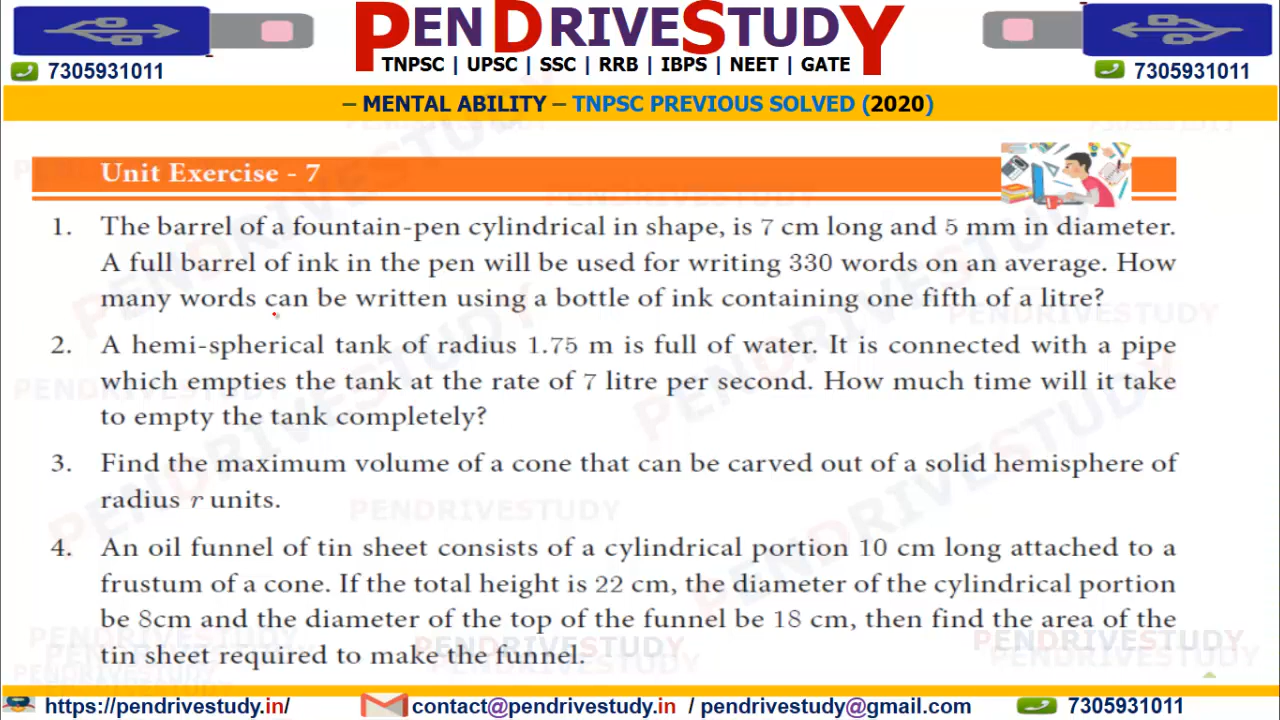 PENDRIVESTUDY
TNPSC | UPSC | SSC | RRB | IBPS | NEET | GATE
7305931011
7305931011
– MENTAL ABILITY – TNPSC PREVIOUS SOLVED (2020)
Unit Exercise - 7
1. The barrel of a fountain-pen cylindrical in shape, is 7 cm long and 5 mm in diameter.
A full barrel of ink in the pen will be used for writing 330 words on an average. How
many words can be written using a bottle of ink containing one fifth of a litre?
2. A hemi-spherical tank of radius 1.75 m is full of water. It is connected with a pipe
which empties the tank at the rate of 7 litre per second. How much time will it take
to empty the tank completely?
3. Find the maximum volume of a cone that can be carved out of a solid hemisphere of
radius r units.
4. An oil funnel of tin sheet consists of a cylindrical portion 10 cm long attached to a
frustum of a cone. If the total height is 22 cm, the diameter of the cylindrical portion
be 8cm and the diameter of the top of the funnel be 18 cm, then find the area of the
tin sheet required to make the funnel.
https://pendrivestudy.in/ contact@pendrivestudy.in / pendrivestudy@gmail.com 7305931011